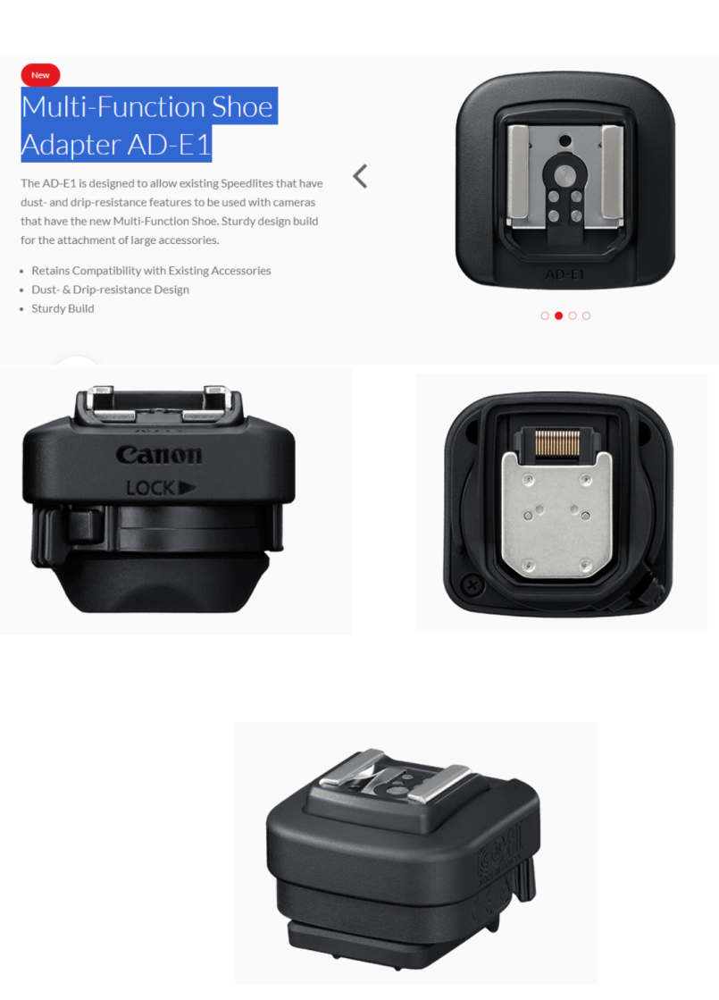 New
Multi-Function Shoe
Adapter AD-E1
The AD-E1 is designed to allow existing Speedlites that have
dust- and drip-resistance features to be used with cameras
that have the new Multi-Function Shoe. Sturdy design build
for the attachment of large accessories.
Retains Compatibility with Existing Accessories
Dust- & Drip-resistance Design
Sturdy Build
AD-E1
Canon
LOCK